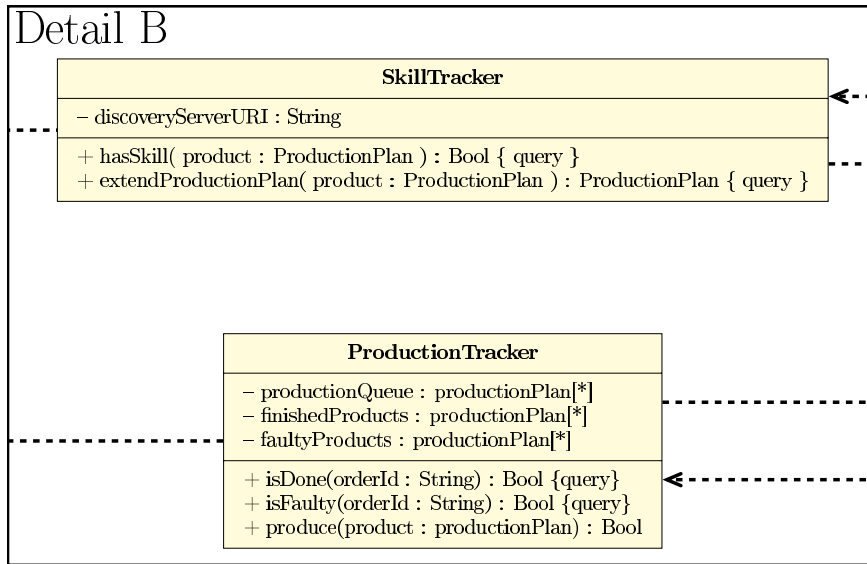 Detail B
SkillTracker
– discoveryServerURI : String
+ hasSkill( product : ProductionPlan ) : Bool { query }
+ extendProductionPlan( product : ProductionPlan ) : ProductionPlan { query }
ProductionTracker
– productionQueue : productionPlan[*]
– finishedProducts : productionPlan[*]
– faultyProducts : productionPlan[*]
+ isDone(orderId : String) : Bool {query}
+ isFaulty(orderId : String) : Bool {query}
+ produce(product : productionPlan) : Bool